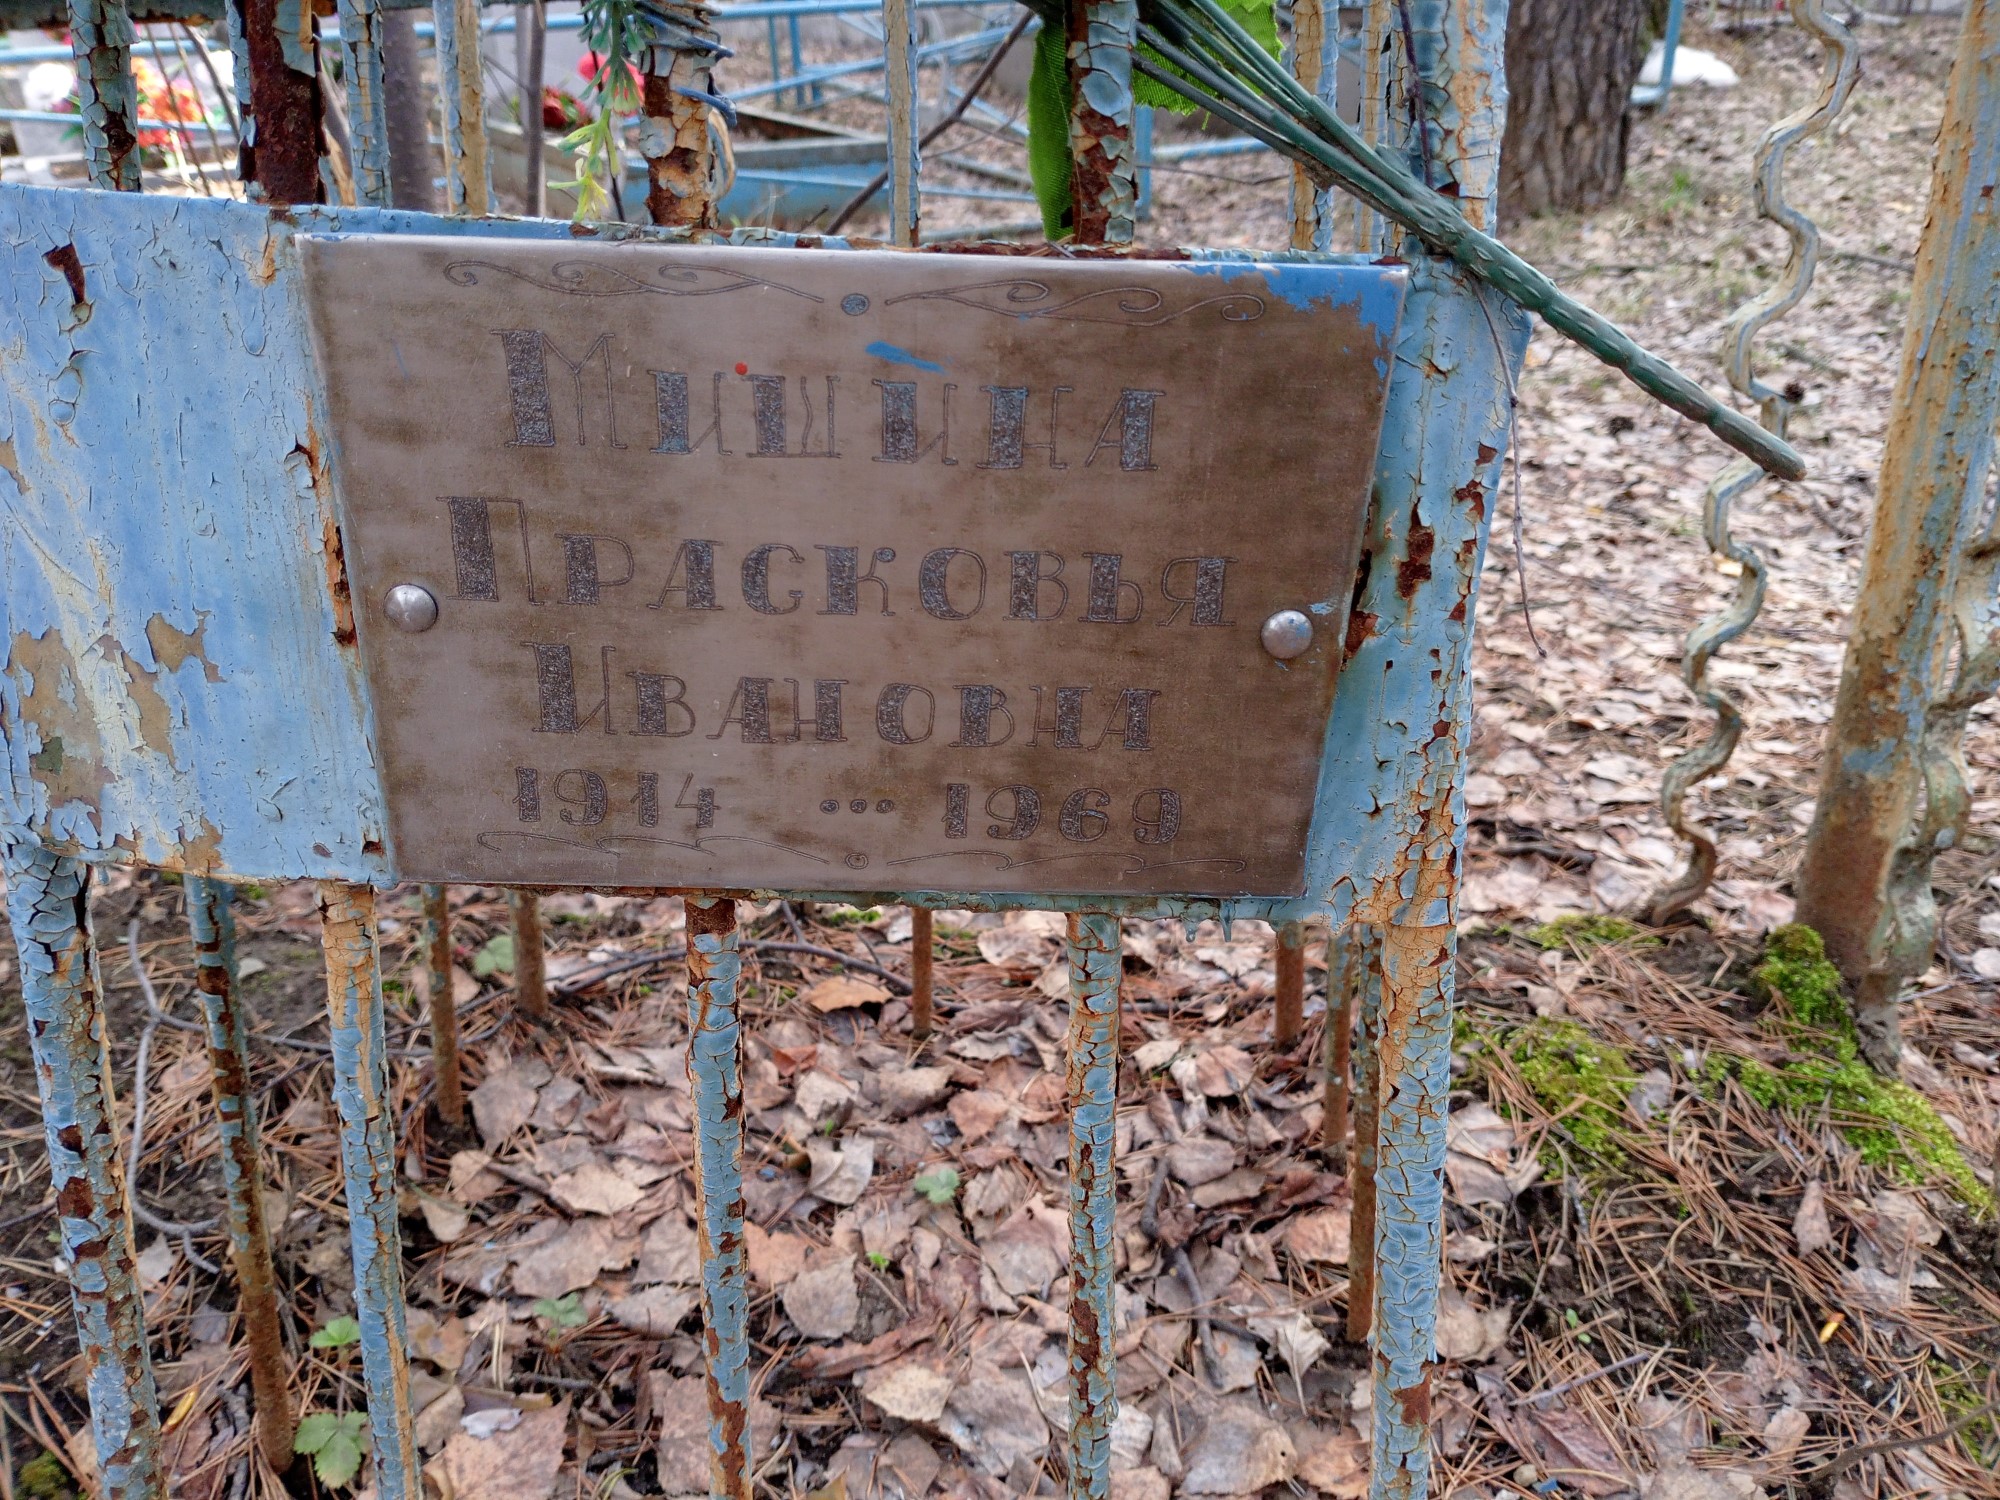 Мишина
Прасковья
Ивановна
1914 ... 1969